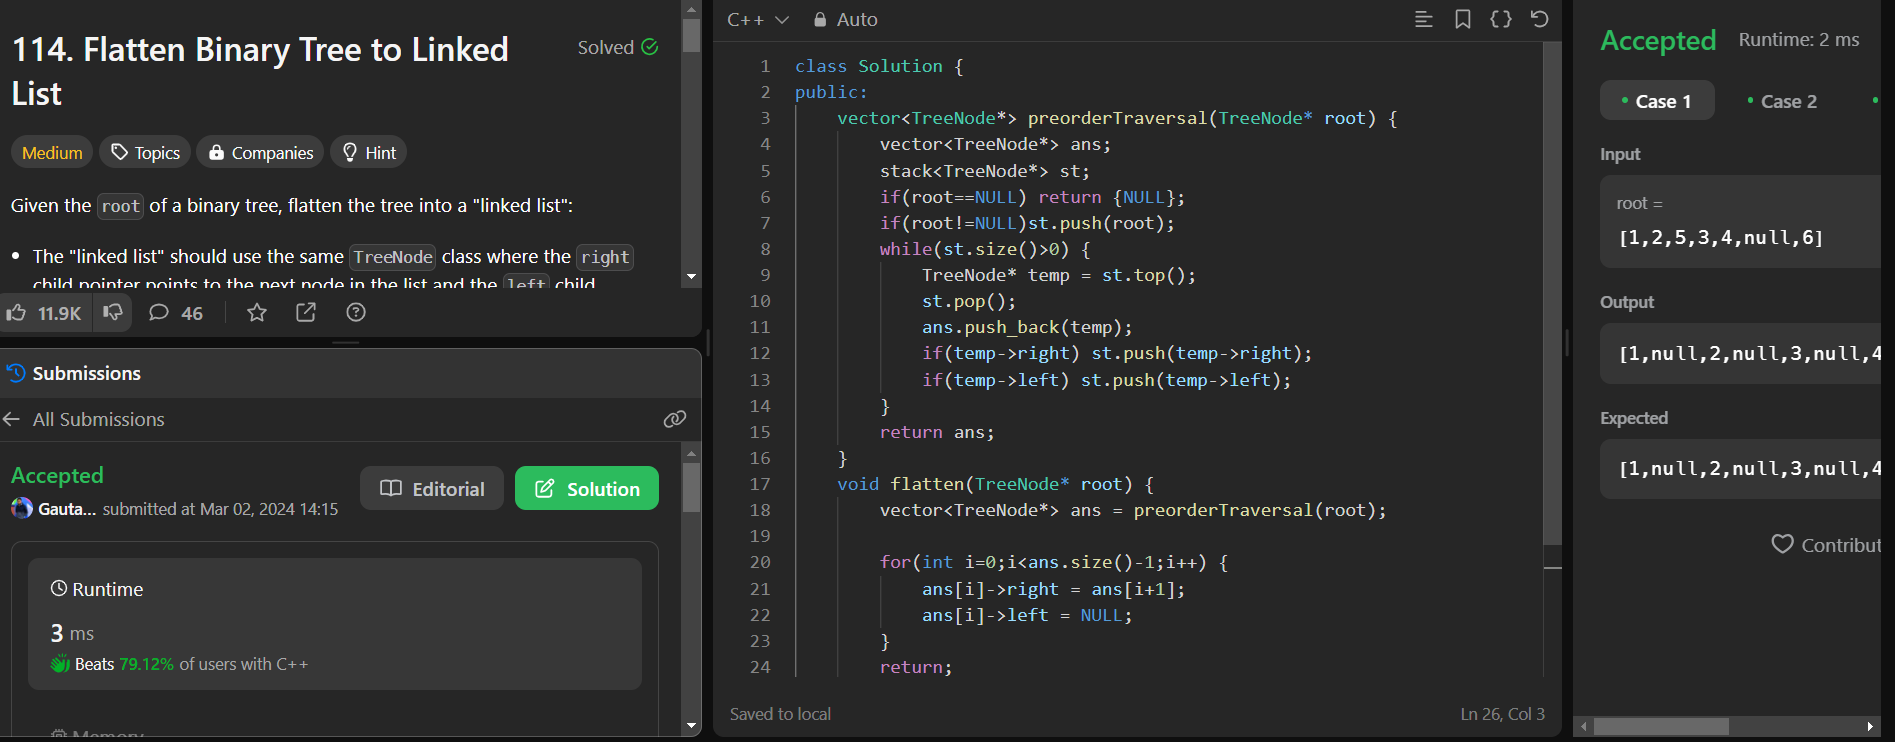 114. Flatten Binary Tree to Linked
List
Solved
Medium
Topics
Companies
Hint
Given the root of a binary tree, flatten the tree into a "linked list":
• The "linked list" should use the same TreeNode class where the right
child pointer points to the next node in the list and the left child
11.9K
46
Submissions
All Submissions
Accepted
Gauta... submitted at Mar 02, 2024 14:15
Editorial
Solution
Runtime
3 ms
Beats 79.12% of users with C++
Memory
C++
Auto
1 class Solution {
2 public:
3     vector<TreeNode*> preorderTraversal(TreeNode* root) {
4         vector<TreeNode*> ans;
5         stack<TreeNode*> st;
6         if(root==NULL) return {NULL};
7         if(root!=NULL)st.push(root);
8         while(st.size()>0) {
9             TreeNode* temp = st.top();
10             st.pop();
11             ans.push_back(temp);
12             if(temp->right) st.push(temp->right);
13             if(temp->left) st.push(temp->left);
14         }
15         return ans;
16     }
17     void flatten(TreeNode* root) {
18         vector<TreeNode*> ans = preorderTraversal(root);
19
20         for(int i=0;i<ans.size()-1;i++) {
21             ans[i]->right = ans[i+1];
22             ans[i]->left = NULL;
23         }
24         return;
Saved to local
Ln 26, Col 3
Accepted
Runtime: 2 ms
• Case 1
• Case 2
Input
root =
[1,2,5,3,4,null,6]
Output
[1,null,2,null,3,null,4
Expected
[1,null,2,null,3,null,4
Contribut